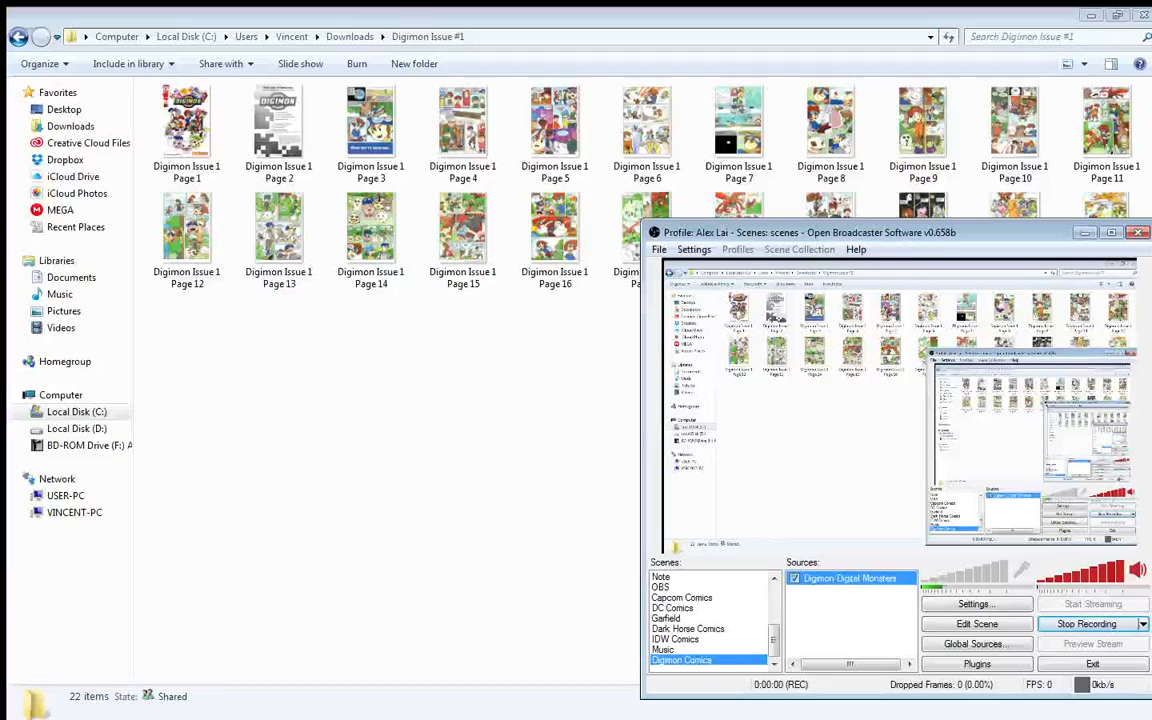 Computer Local Disk (C:) Users Vincent Downloads Digimon Issue #1
Search Digimon Issue #1
Organize Include in library Share with Slide show Burn New folder
Favorites
Desktop
Downloads
Creative Cloud Files
Dropbox
iCloud Drive
iCloud Photos
MEGA
Recent Places
Libraries
Documents
Music
Pictures
Videos
Homegroup
Computer
Local Disk (C:)
Local Disk (D:)
BD-ROM Drive (F:) A
Network
USER-PC
VINCENT-PC
Digimon Issue 1
Page 1
Digimon Issue 1
Page 2
Digimon Issue 1
Page 3
Digimon Issue 1
Page 4
Digimon Issue 1
Page 5
Digimon Issue 1
Page 6
Digimon Issue 1
Page 7
Digimon Issue 1
Page 8
Digimon Issue 1
Page 9
Digimon Issue 1
Page 10
Digimon Issue 1
Page 11
Digimon Issue 1
Page 12
Digimon Issue 1
Page 13
Digimon Issue 1
Page 14
Digimon Issue 1
Page 15
Digimon Issue 1
Page 16
22 items State: Shared
Profile: Alex Lai - Scenes: scenes - Open Broadcaster Software v0.658b
File Settings Profiles Scene Collection Help
Scenes:
Note
OBS
Capcom Comics
DC Comics
Garfield
Dark Horse Comics
IDW Comics
Music
Digimon Comics
Sources:
Digimon Digital Monsters
Settings... Start Streaming
Edit Scene Stop Recording
Global Sources... Preview Stream
Plugins Exit
0:00:00 (REC) Dropped Frames: 0 (0.00%) FPS: 0 0kb/s